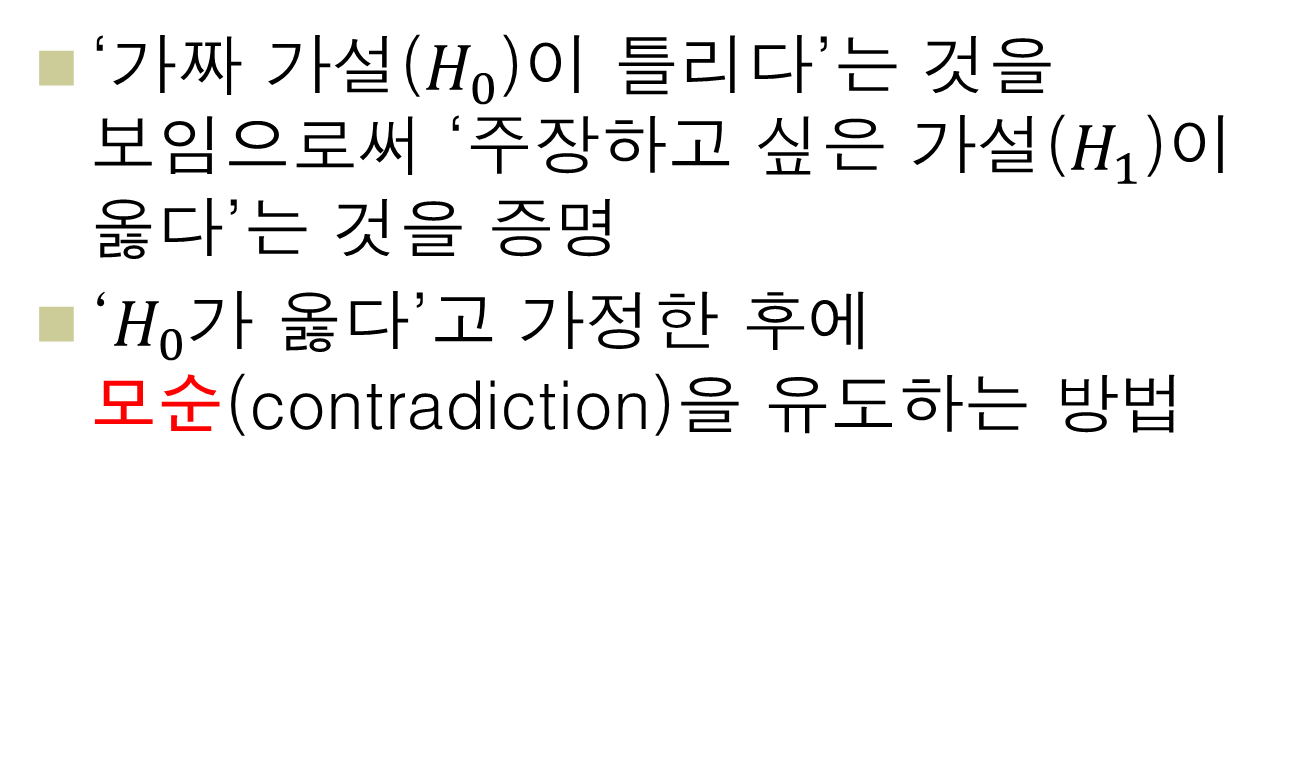 ‘가짜 가설(H₀)이 틀리다’는 것을
보임으로써 ‘주장하고 싶은 가설(H₁)이
옳다’는 것을 증명
‘H₀가 옳다’고 가정한 후에
모순(contradiction)을 유도하는 방법